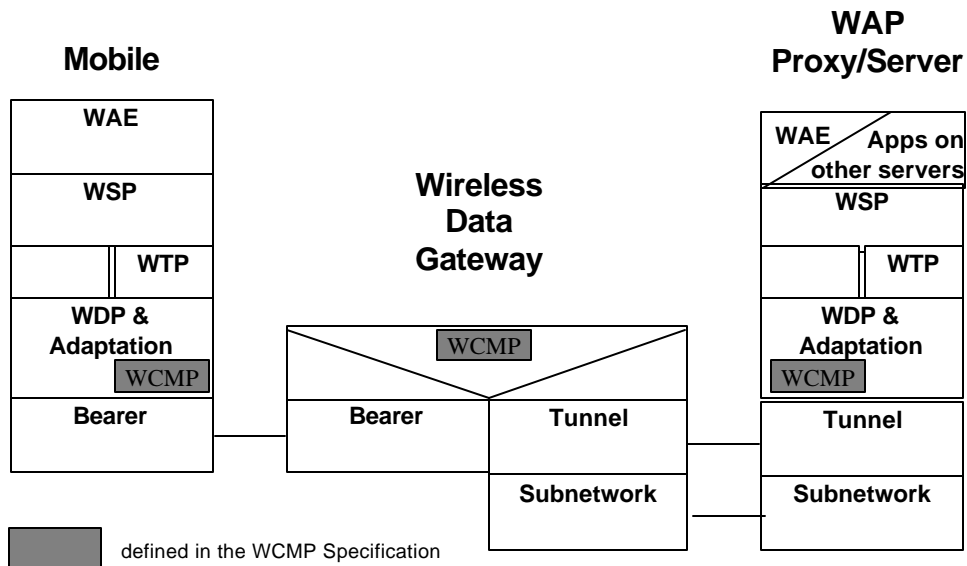 Mobile
WAE
WSP
WTP
WDP &
Adaptation
WCMP
Bearer
Wireless
Data
Gateway
WCMP
Bearer
Tunnel
Subnetwork
WAP
Proxy/Server
WAE
Apps on
other servers
WSP
WTP
WDP &
Adaptation
WCMP
Tunnel
Subnetwork
defined in the WCMP Specification